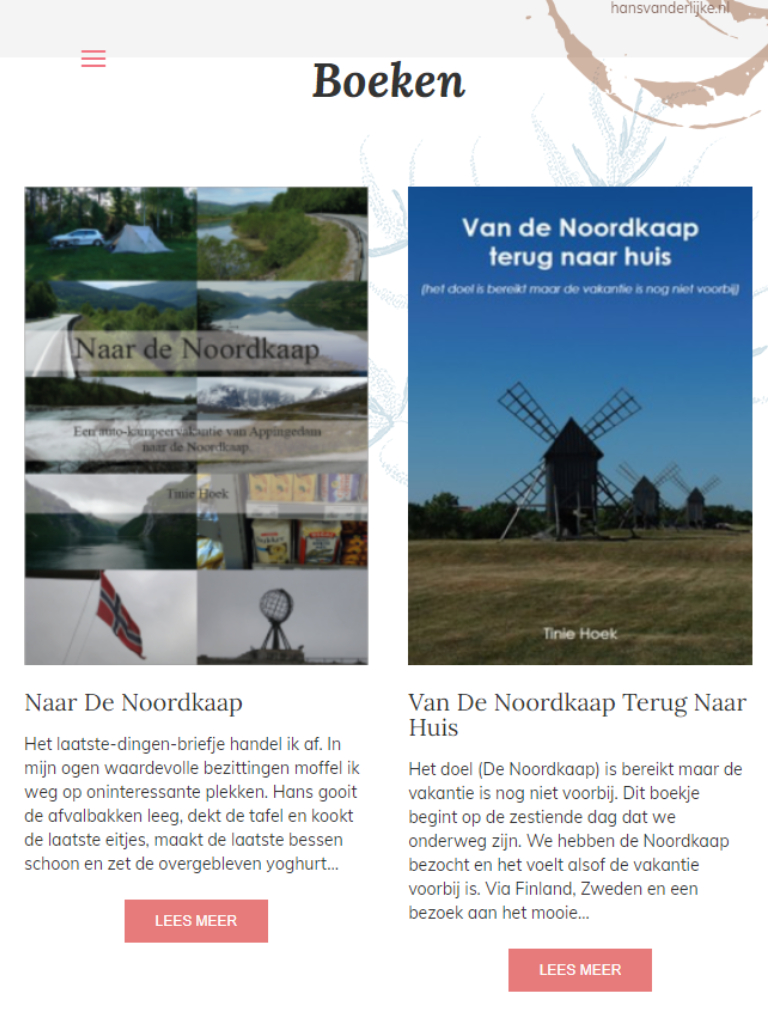 hansvanderlijke.nl
Boeken
Naar de Noordkaap
Een auto-kampeervakantie van Appingedam
naar de Noordkaap.
Tinie Hoek
Van de Noordkaap
terug naar huis
(het doel is bereikt maar de vakantie is nog niet voorbij)
Tinie Hoek
Naar De Noordkaap
Het laatste-dingen-briefje handel ik af. In
mijn ogen waardevolle bezittingen moffel ik
weg op oninteressante plekken. Hans gooit
de afvalbakken leeg, dekt de tafel en kookt
de laatste eitjes, maakt de laatste bessen
schoon en zet de overgebleven yoghurt...
LEES MEER
Van De Noordkaap Terug Naar
Huis
Het doel (De Noordkaap) is bereikt maar de
vakantie is nog niet voorbij. Dit boekje
begint op de zestiende dag dat we
onderweg zijn. We hebben de Noordkaap
bezocht en het voelt alsof de vakantie
voorbij is. Via Finland, Zweden en een
bezoek aan het mooie...
LEES MEER